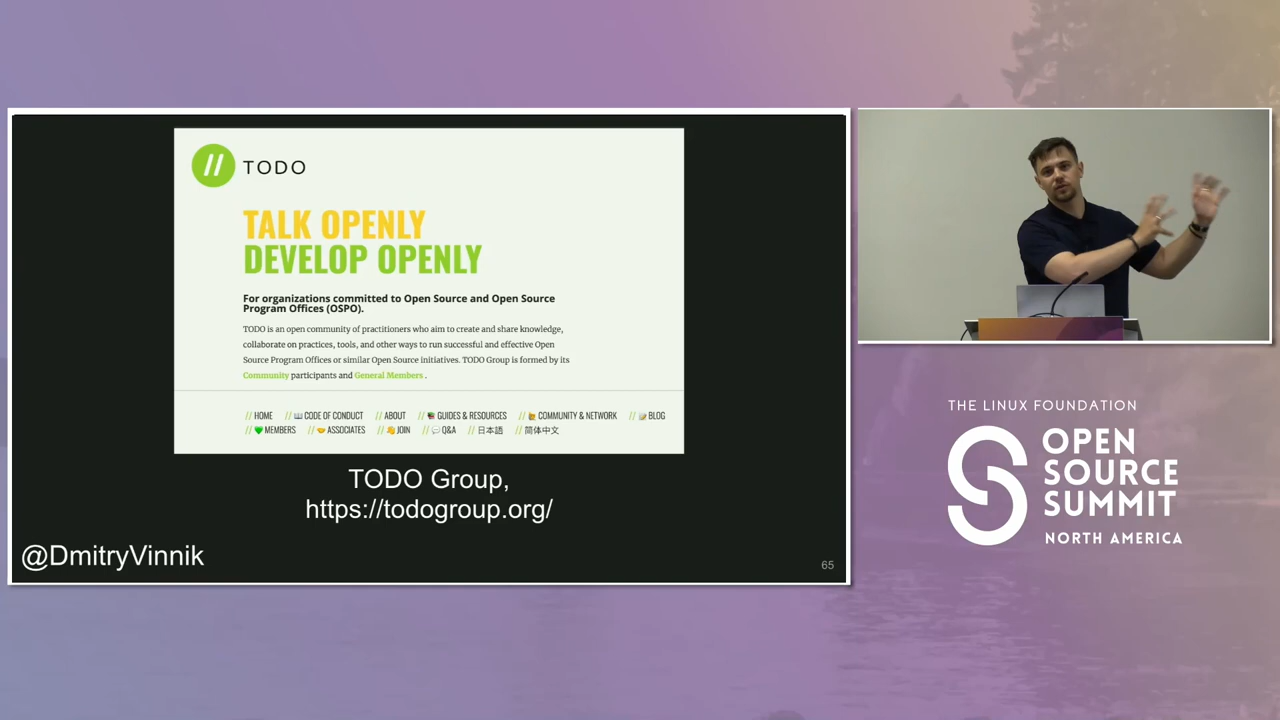 TODO
TALK OPENLY
DEVELOP OPENLY
For organizations committed to Open Source and Open Source
Program Offices (OSPO).
TODO is an open community of practitioners who aim to create and share knowledge,
collaborate on practices, tools, and other ways to run successful and effective Open
Source Program Offices or similar Open Source initiatives. TODO Group is formed by its
Community participants and General Members .
// HOME // 📖 CODE OF CONDUCT // ABOUT // 📚 GUIDES & RESOURCES // 🙋 COMMUNITY & NETWORK // 📝 BLOG
// 💚 MEMBERS // 🤝 ASSOCIATES // 👋 JOIN // 💬 Q&A // 日本語 // 简体中文
TODO Group,
https://todogroup.org/
@DmitryVinnik
65
THE LINUX FOUNDATION
OPEN
SOURCE
SUMMIT
NORTH AMERICA